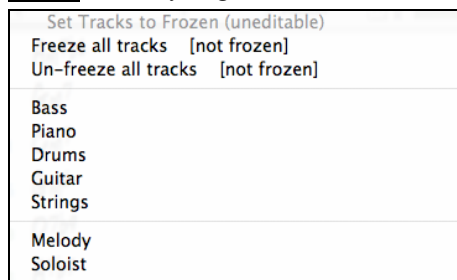 Set Tracks to Frozen (uneditable)
Freeze all tracks [not frozen]
Un-freeze all tracks [not frozen]
Bass
Piano
Drums
Guitar
Strings
Melody
Soloist